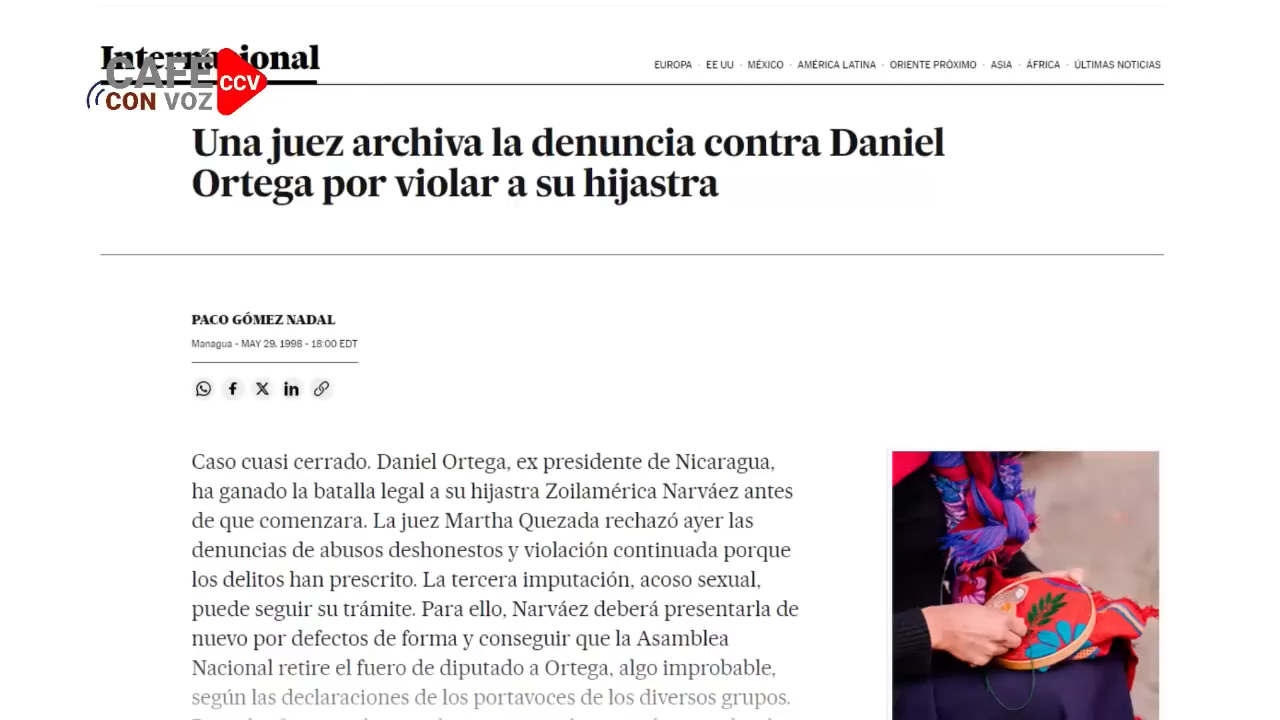 Internacional
CAFÉ
CON VOZ
CCV
EUROPA · EE UU · MÉXICO · AMÉRICA LATINA · ORIENTE PRÓXIMO · ASIA · ÁFRICA · ÚLTIMAS NOTICIAS
Una juez archiva la denuncia contra Daniel
Ortega por violar a su hijastra
PACO GÓMEZ NADAL
Managua - MAY 29, 1998 - 18:00 EDT
Caso cuasi cerrado. Daniel Ortega, ex presidente de Nicaragua,
ha ganado la batalla legal a su hijastra Zoilamérica Narváez antes
de que comenzara. La juez Martha Quezada rechazó ayer las
denuncias de abusos deshonestos y violación continuada porque
los delitos han prescrito. La tercera imputación, acoso sexual,
puede seguir su trámite. Para ello, Narváez deberá presentarla de
nuevo por defectos de forma y conseguir que la Asamblea
Nacional retire el fuero de diputado a Ortega, algo improbable,
según las declaraciones de los portavoces de los diversos grupos.